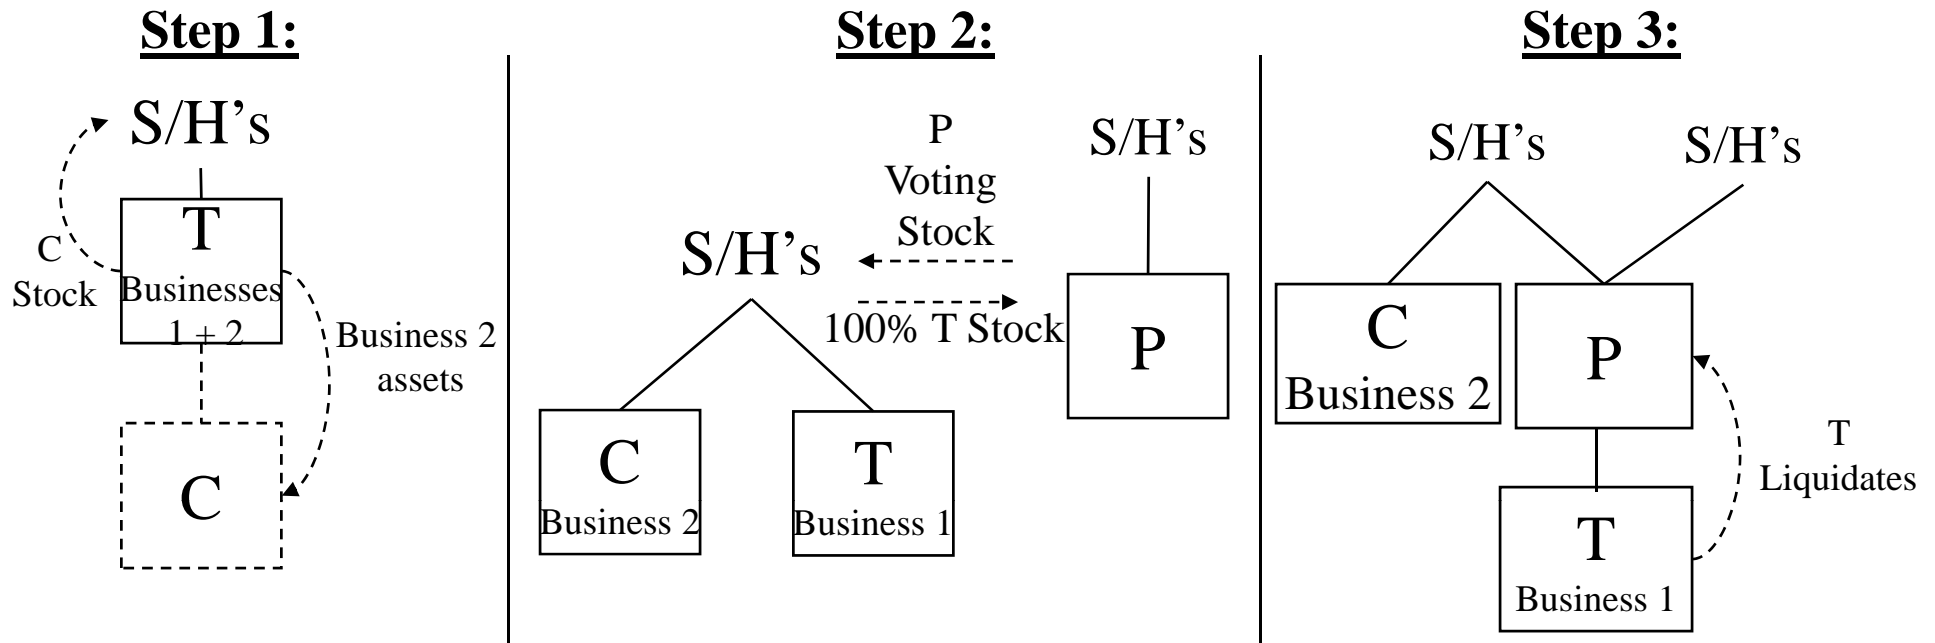 Step 1:
S/H’s
T
Businesses
1 + 2
C
Stock
Business 2
assets
C
Step 2:
P
Voting
Stock
S/H’s
S/H’s
100% T Stock
P
C
Business 2
T
Business 1
Step 3:
S/H’s
S/H’s
C
Business 2
P
T
Liquidates
T
Business 1